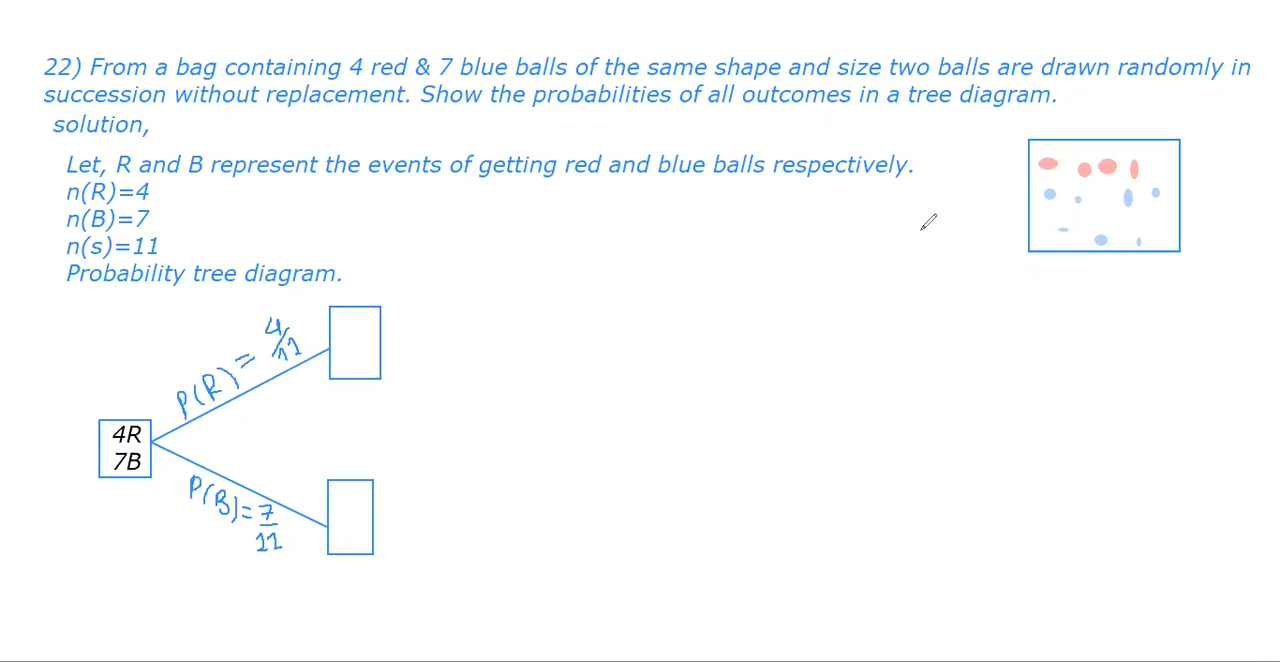 22) From a bag containing 4 red & 7 blue balls of the same shape and size two balls are drawn randomly in
succession without replacement. Show the probabilities of all outcomes in a tree diagram.
solution,
Let, R and B represent the events of getting red and blue balls respectively.
n(R)=4
n(B)=7
n(s)=11
Probability tree diagram.
P(R) = 4/11
4R
7B
P(B) = 7/11